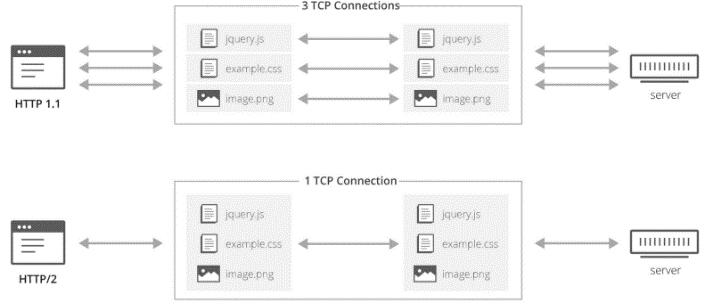 3 TCP Connections
jquery.js jquery.js
example.css example.css
image.png image.png
HTTP 1.1
server
1 TCP Connection
jquery.js jquery.js
example.css example.css
image.png image.png
HTTP/2
server